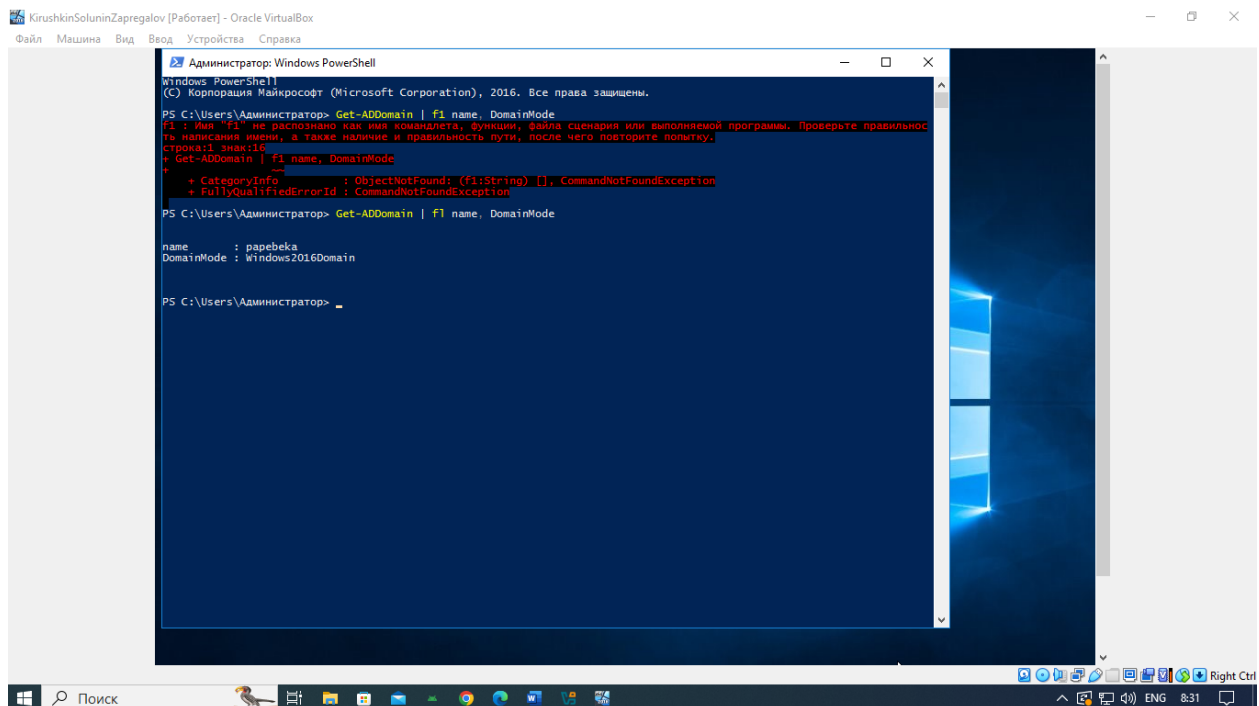 KirushkinSoluninZapregalov [Работает] - Oracle VirtualBox
Файл Машина Вид Ввод Устройства Справка
Администратор: Windows PowerShell
Windows PowerShell
(C) Корпорация Майкрософт (Microsoft Corporation), 2016. Все права защищены.
PS C:\Users\Администратор> Get-ADDomain | f1 name, DomainMode
f1 : Имя "f1" не распознано как имя командлета, функции, файла сценария или выполняемой программы. Проверьте правильнос
ть написания имени, а также наличие и правильность пути, после чего повторите попытку.
строка:1 знак:16
+ Get-ADDomain | f1 name, DomainMode
+                ~~
+ CategoryInfo : ObjectNotFound: (f1:String) [], CommandNotFoundException
+ FullyQualifiedErrorId : CommandNotFoundException
PS C:\Users\Администратор> Get-ADDomain | fl name, DomainMode
name : papebeka
DomainMode : Windows2016Domain
PS C:\Users\Администратор> _
Right Ctrl
Поиск
ENG 8:31